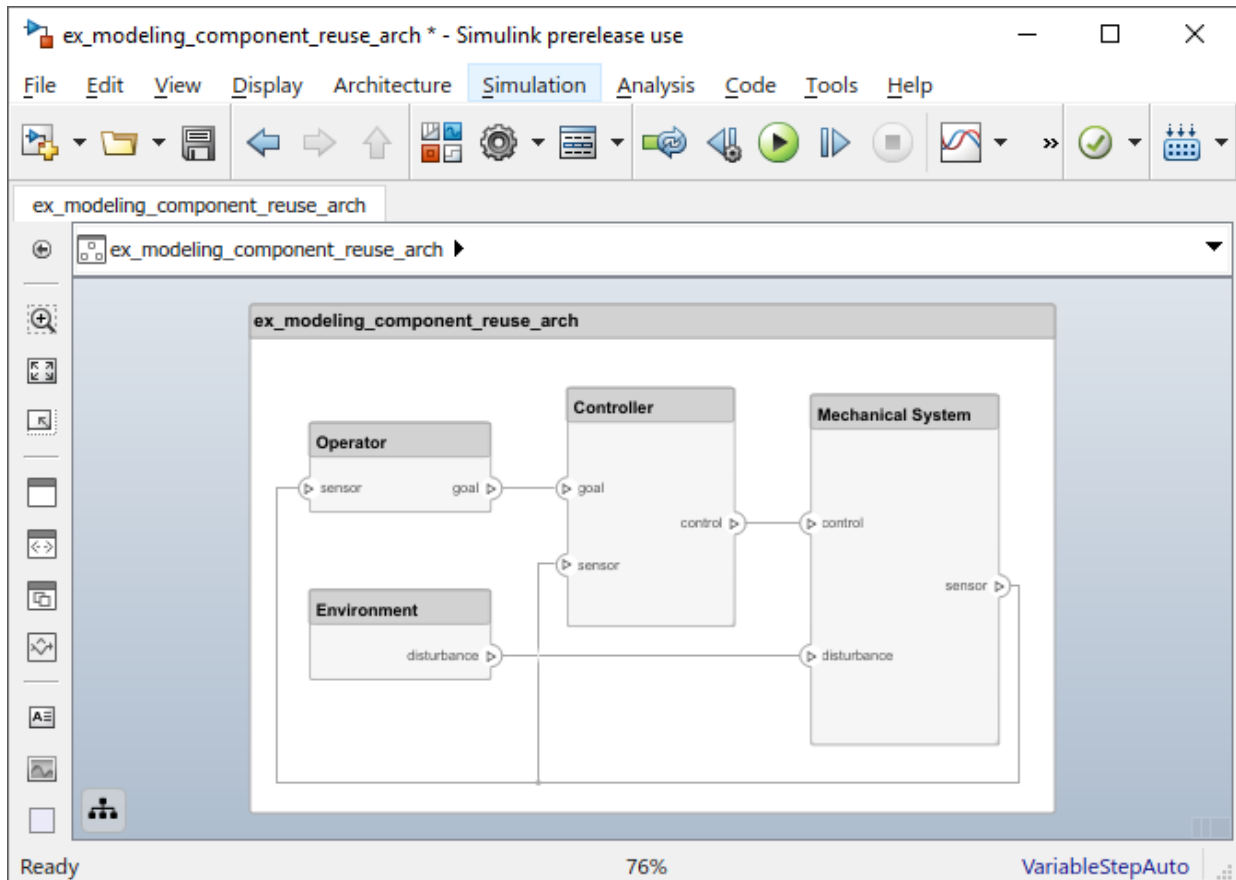 ex_modeling_component_reuse_arch * - Simulink prerelease use
File Edit View Display Architecture Simulation Analysis Code Tools Help
»
ex_modeling_component_reuse_arch
ex_modeling_component_reuse_arch
ex_modeling_component_reuse_arch
Operator
sensor goal
Environment
disturbance
Controller
goal
control
sensor
Mechanical System
control
sensor
disturbance
Ready 76% VariableStepAuto